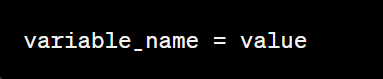 variable_name = value